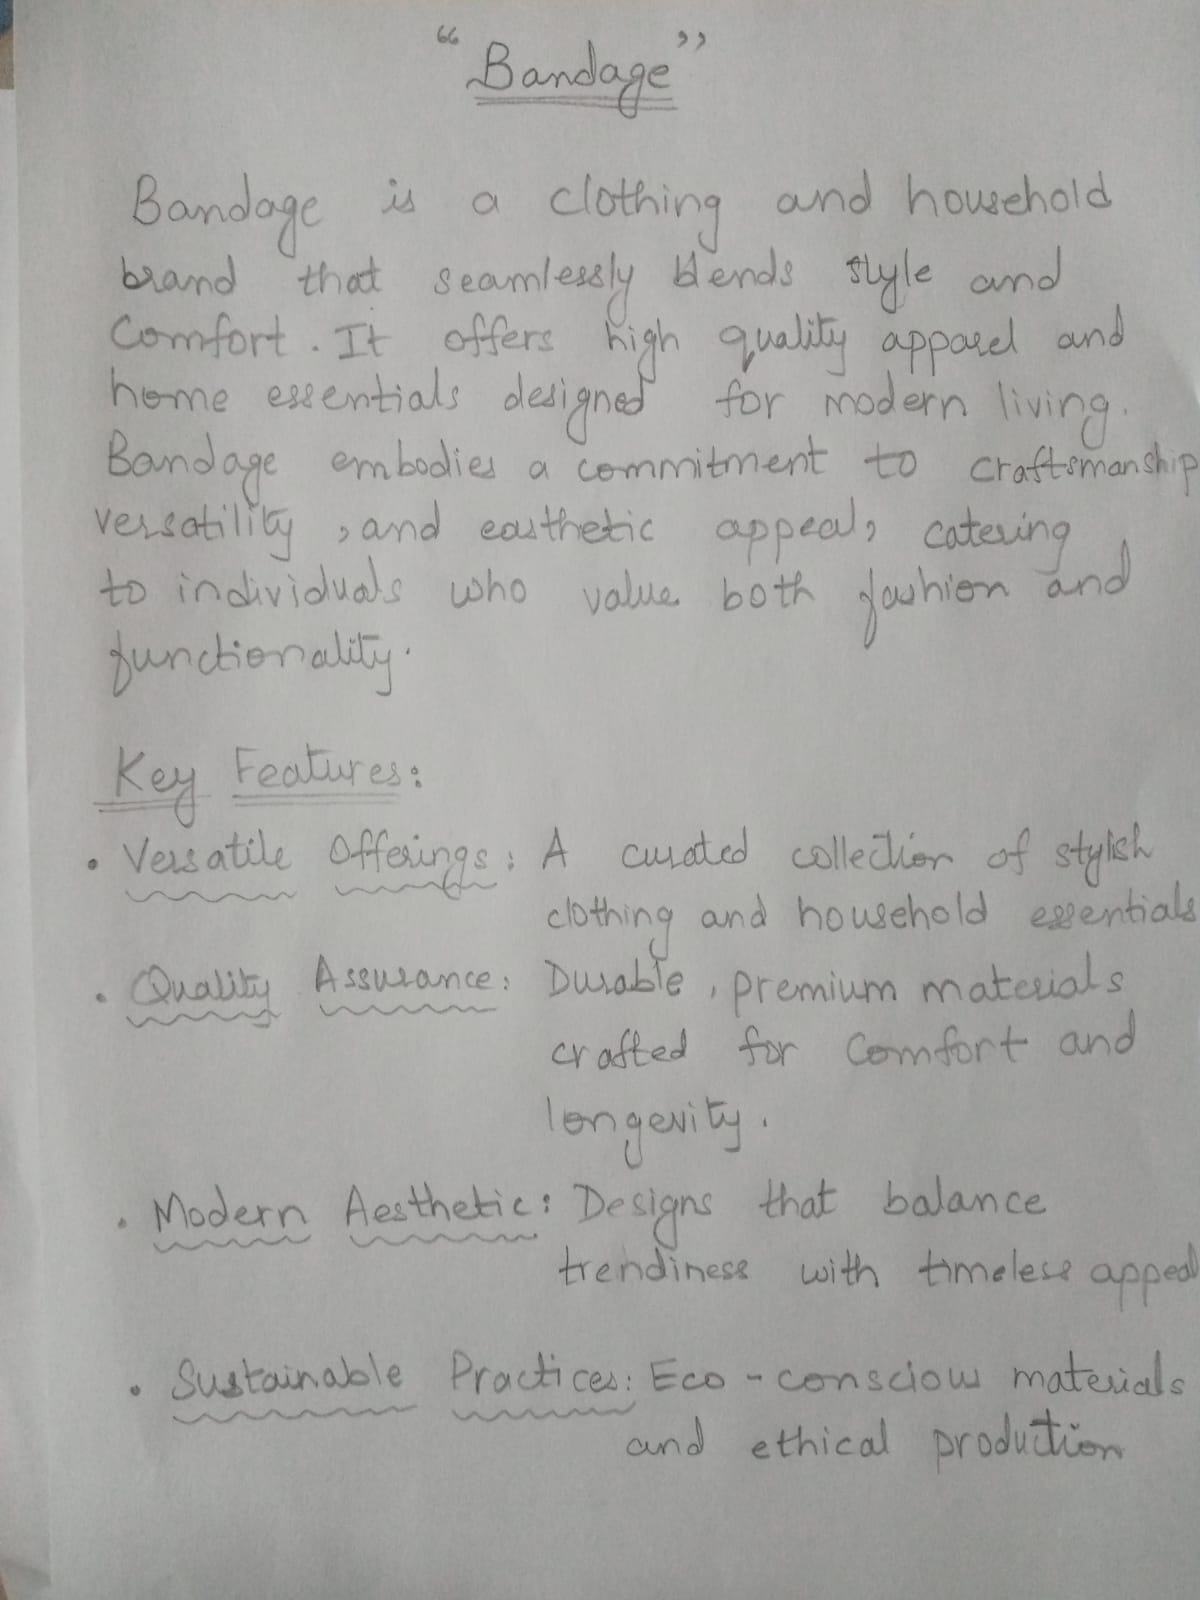 "Bandage"
Bandage is a clothing and household
brand that seamlessly blends style and
Comfort. It offers high quality apparel and
home essentials designed for modern living.
Bandage embodies a commitment to craftsmanship
versatility, and easthetic appeal, catering
to individuals who value both fashion and
functionality.
Key Features:
• Versatile Offerings: A curated collection of stylish
clothing and household essentials
• Quality Assurance: Durable, premium materials
crafted for Comfort and
longevity.
• Modern Aesthetic: Designs that balance
trendiness with timeless appeal
• Sustainable Practices: Eco-conscious materials
and ethical production